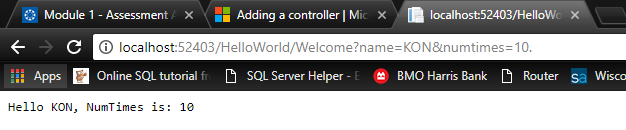 Module 1 - Assessment A
Adding a controller | Mic
localhost:52403/HelloWo
localhost:52403/HelloWorld/Welcome?name=KON&numtimes=10.
Apps
Online SQL tutorial fr
SQL Server Helper - E
BMO Harris Bank
Router
sa
Wisco
Hello KON, NumTimes is: 10